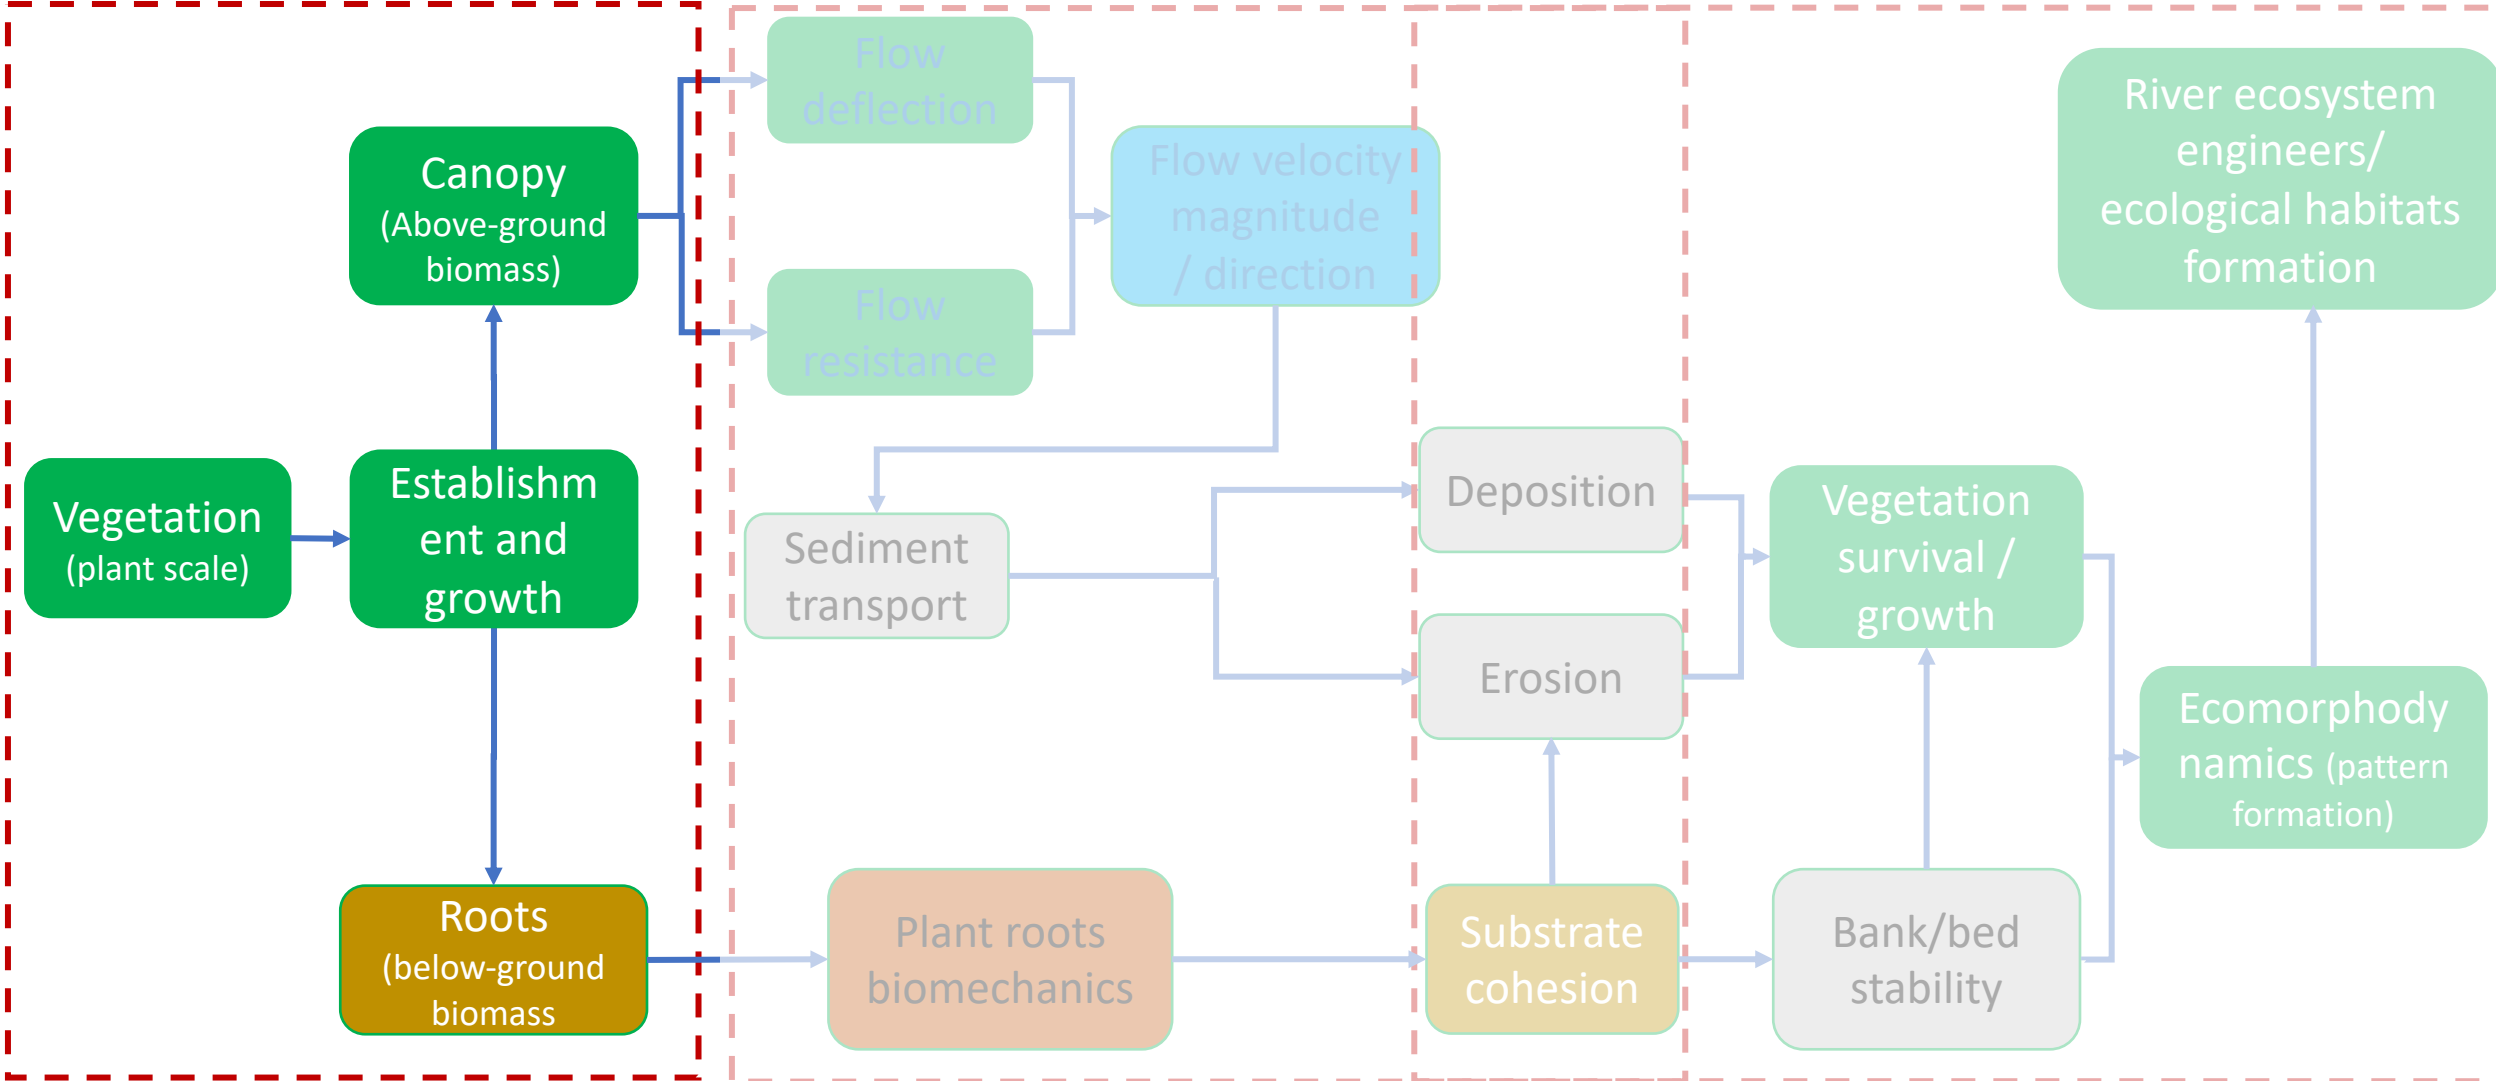 Vegetation
(plant scale)
Establishm
ent and
growth
Canopy
(Above-ground
biomass)
Roots
(below-ground
biomass
Flow
deflection
Flow
resistance
Flow velocity
magnitude
/ direction
Sediment
transport
Plant roots
biomechanics
Deposition
Erosion
Substrate
cohesion
Vegetation
survival /
growth
Bank/bed
stability
Ecomorphody
namics (pattern
formation)
River ecosystem
engineers/
ecological habitats
formation